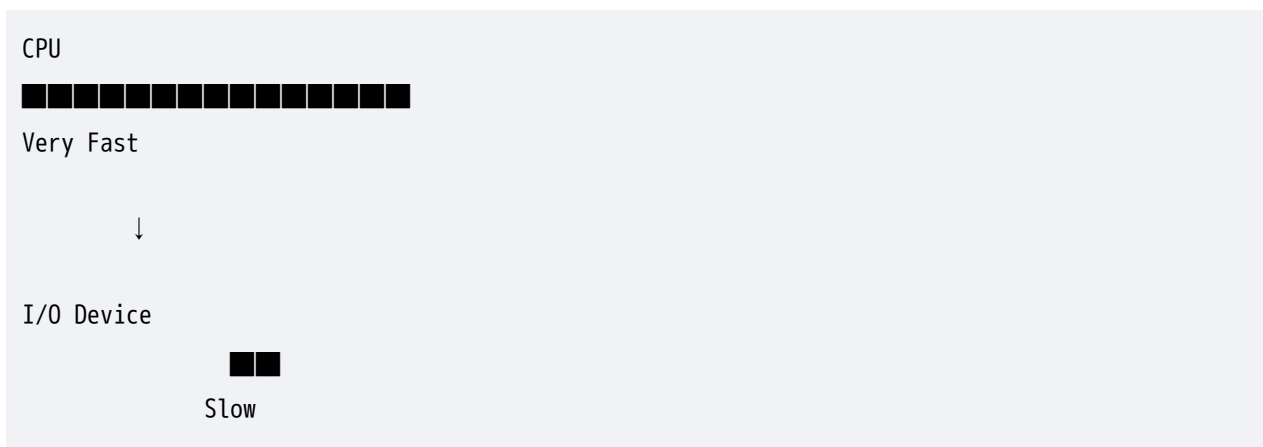 CPU
███████████████
Very Fast
↓
I/O Device
██
Slow